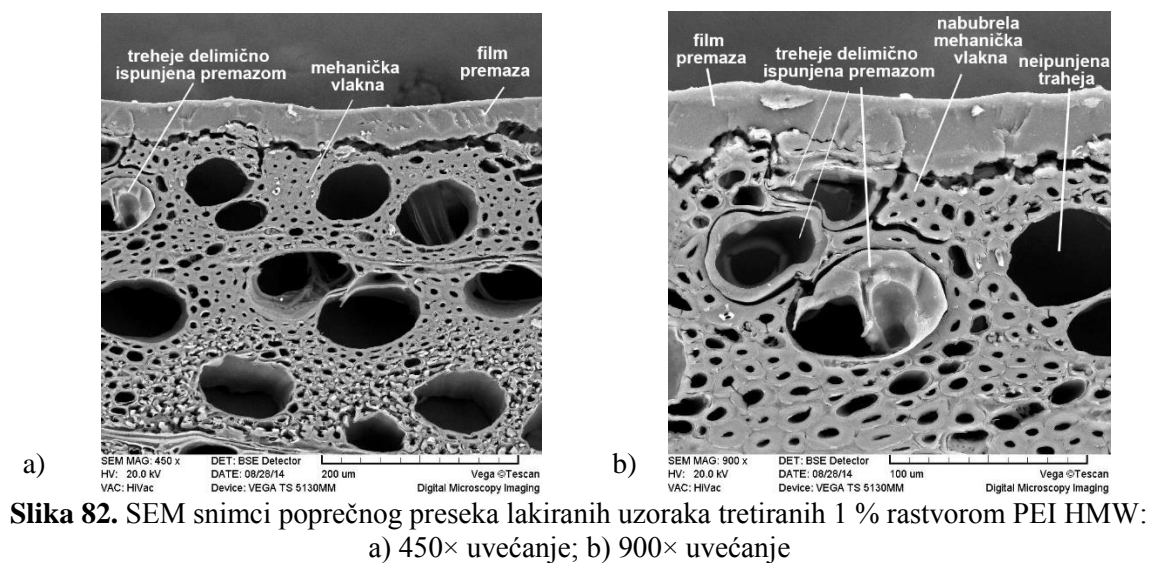 treheje delimično
ispunjena premazom
mehanička
vlakna
film
premaza
film
premaza
treheje delimično
ispunjena premazom
nabubrela
mehanička
vlakna
neipunjena
traheja
a)
SEM MAG: 450 x DET: BSE Detector
HV: 20.0 kV DATE: 08/28/14 200 um Vega ©Tescan
VAC: HiVac Device: VEGA TS 5130MM Digital Microscopy Imaging
b)
SEM MAG: 900 x DET: BSE Detector
HV: 20.0 kV DATE: 08/28/14 100 um Vega ©Tescan
VAC: HiVac Device: VEGA TS 5130MM Digital Microscopy Imaging
Slika 82. SEM snimci poprečnog preseka lakiranih uzoraka tretiranih 1 % rastvorom PEI HMW:
a) 450× uvećanje; b) 900× uvećanje